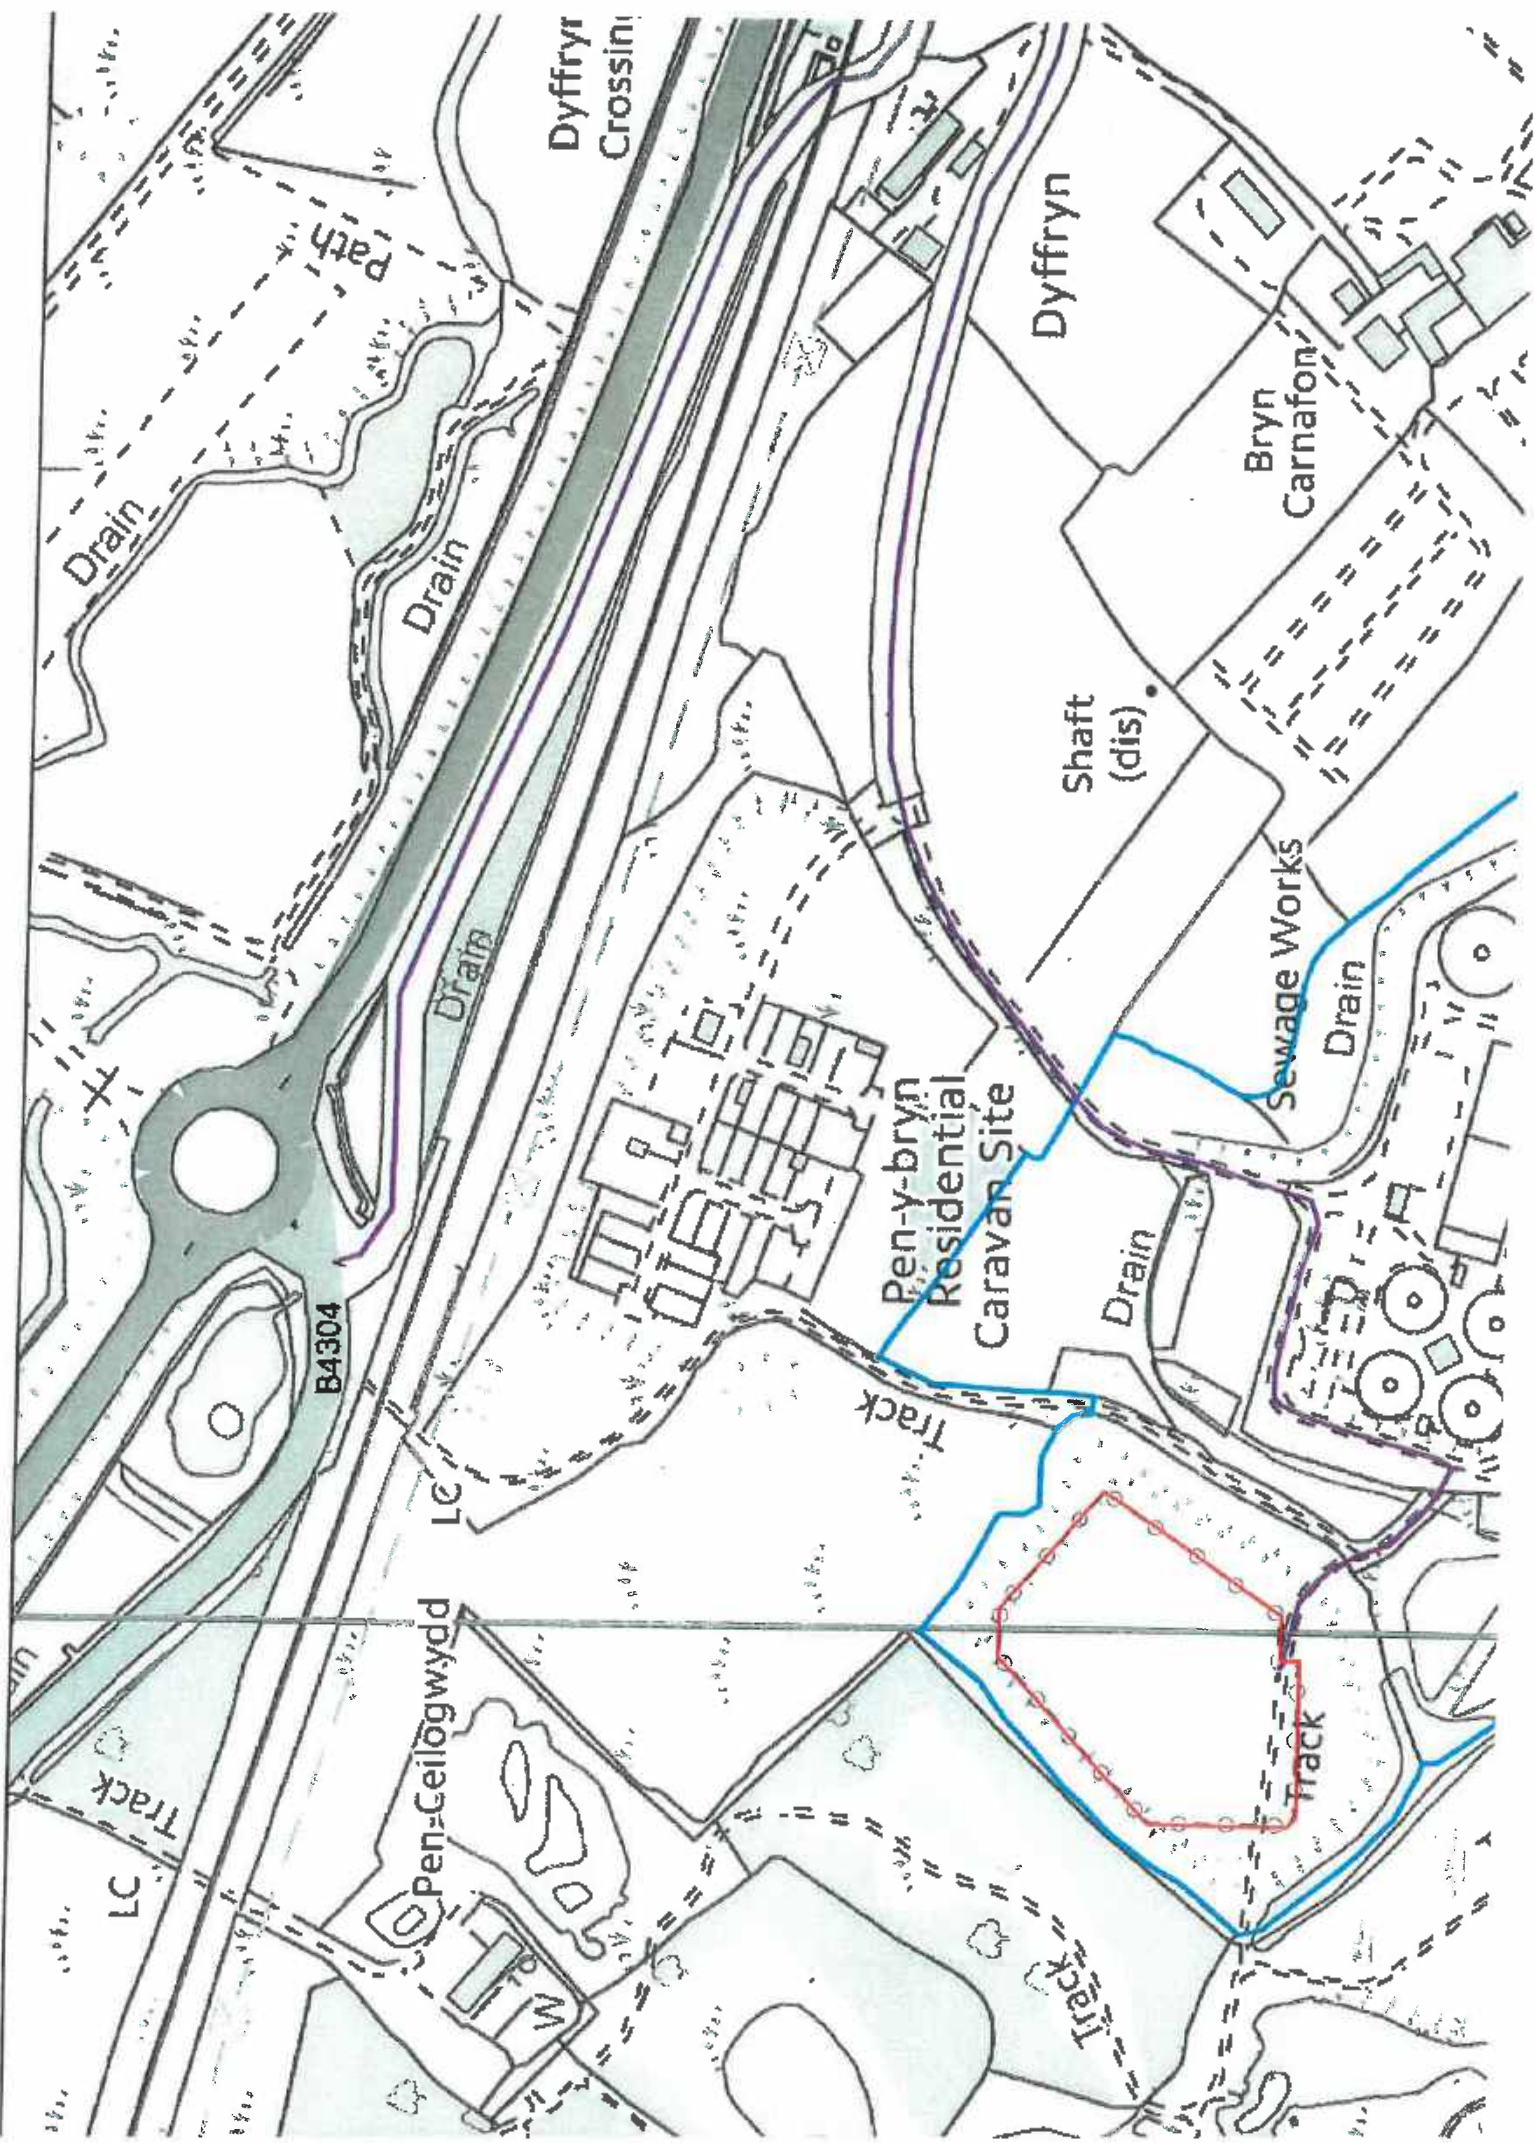 Dyffryn
Crossing
Path
Drain
Drain
Dyffryn
Bryn
Carnafon
Shaft
(dis)
Sewage Works
Drain
Drain
Pen-y-bryn
Residential
Caravan Site
Drain
B4304
Track
LC
Pen-Ceilogwydd
Track
LC
Track
Track
W